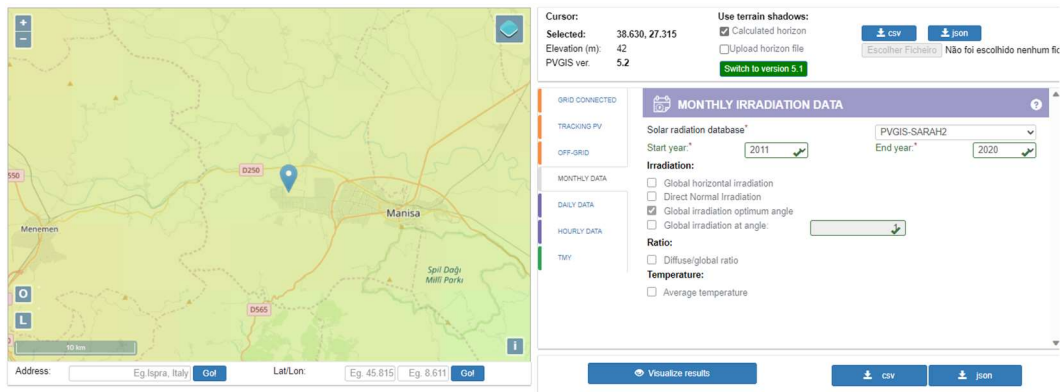 +
−
550
D250
Menemen
Manisa
Spil Dağı
Milli Parkı
D565
O
L
10 km
i
Address:
Eg.Ispra, Italy
Go!
Lat/Lon:
Eg. 45.815
Eg. 8.611
Go!
Cursor:
Selected: 38.630, 27.315
Elevation (m): 42
PVGIS ver. 5.2
Use terrain shadows:
Calculated horizon
Upload horizon file
Switch to version 5.1
csv
json
Escolher Ficheiro Não foi escolhido nenhum fic
GRID CONNECTED
TRACKING PV
OFF-GRID
MONTHLY DATA
DAILY DATA
HOURLY DATA
TMY
MONTHLY IRRADIATION DATA
?
Solar radiation database*
PVGIS-SARAH2
Start year:* 2011
End year:* 2020
Irradiation:
Global horizontal irradiation
Direct Normal Irradiation
Global irradiation optimum angle
Global irradiation at angle:
Ratio:
Diffuse/global ratio
Temperature:
Average temperature
Visualize results
csv
json